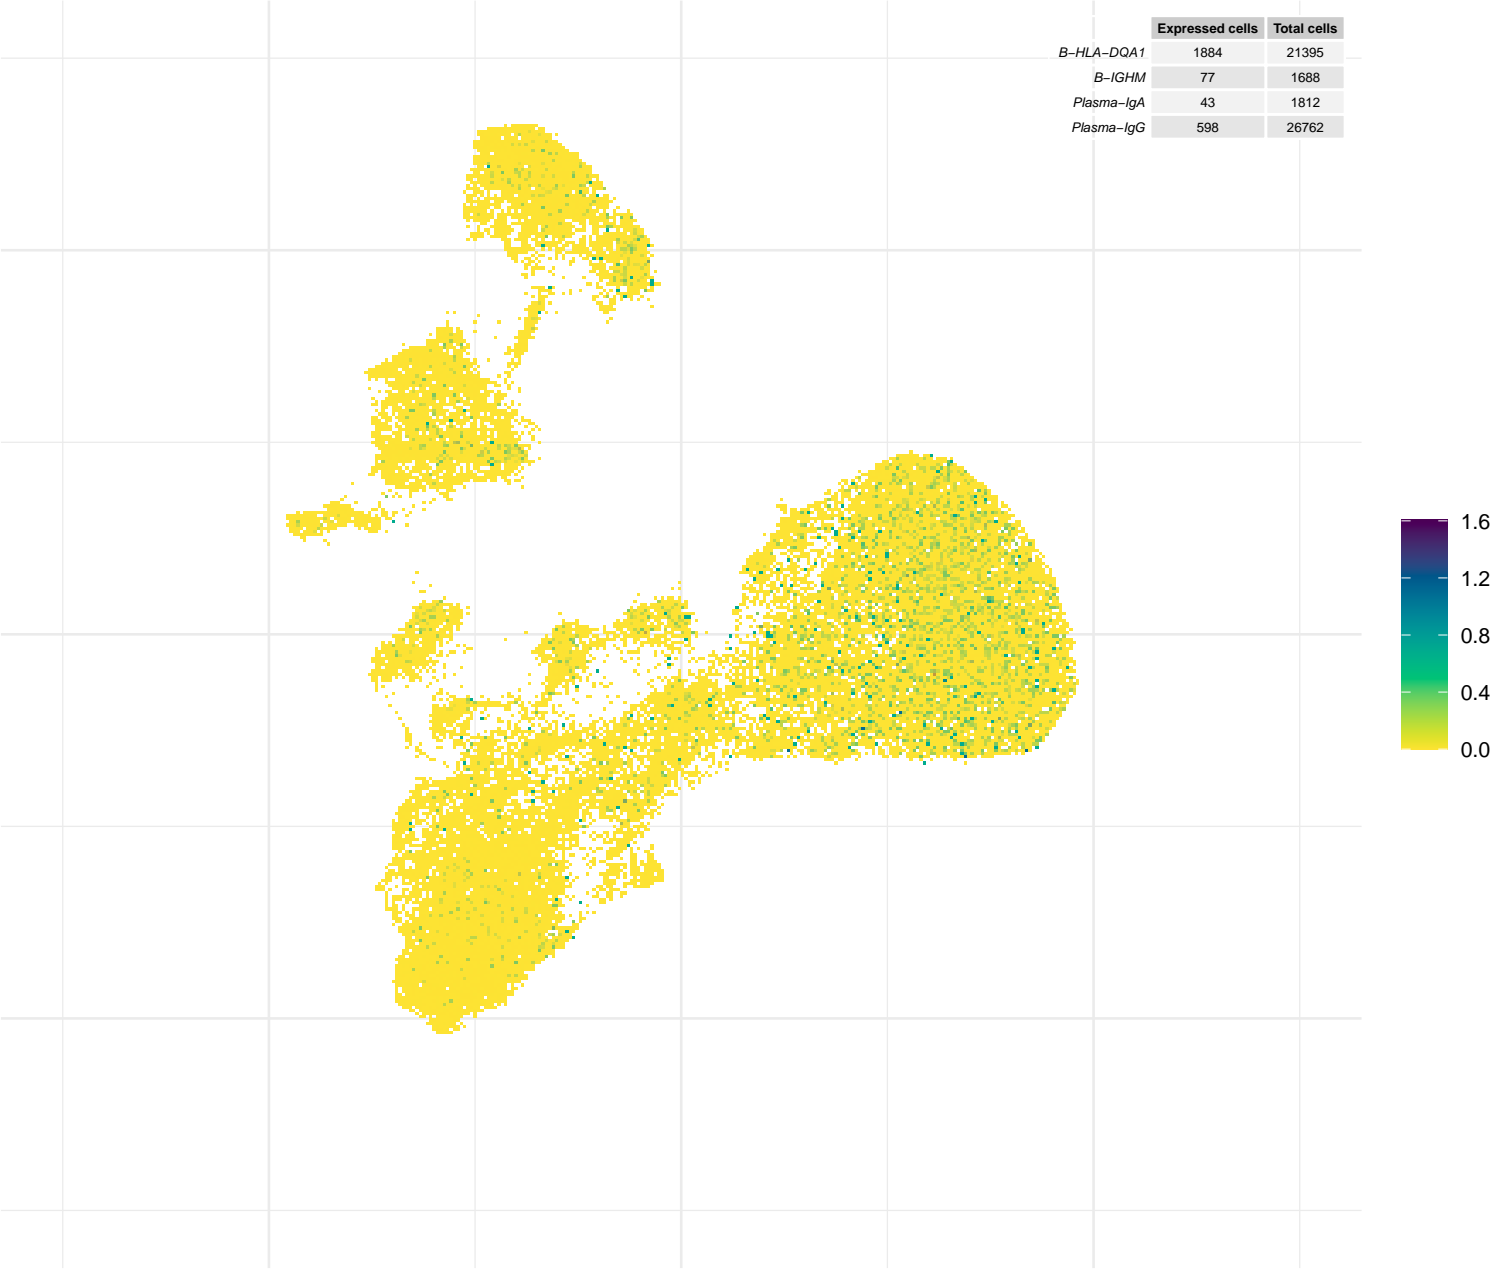 Expressed cells Total cells
B−HLA−DQA1 1884 21395
B−IGHM 77 1688
Plasma−IgA 43 1812
Plasma−IgG 598 26762
1.6
1.2
0.8
0.4
0.0